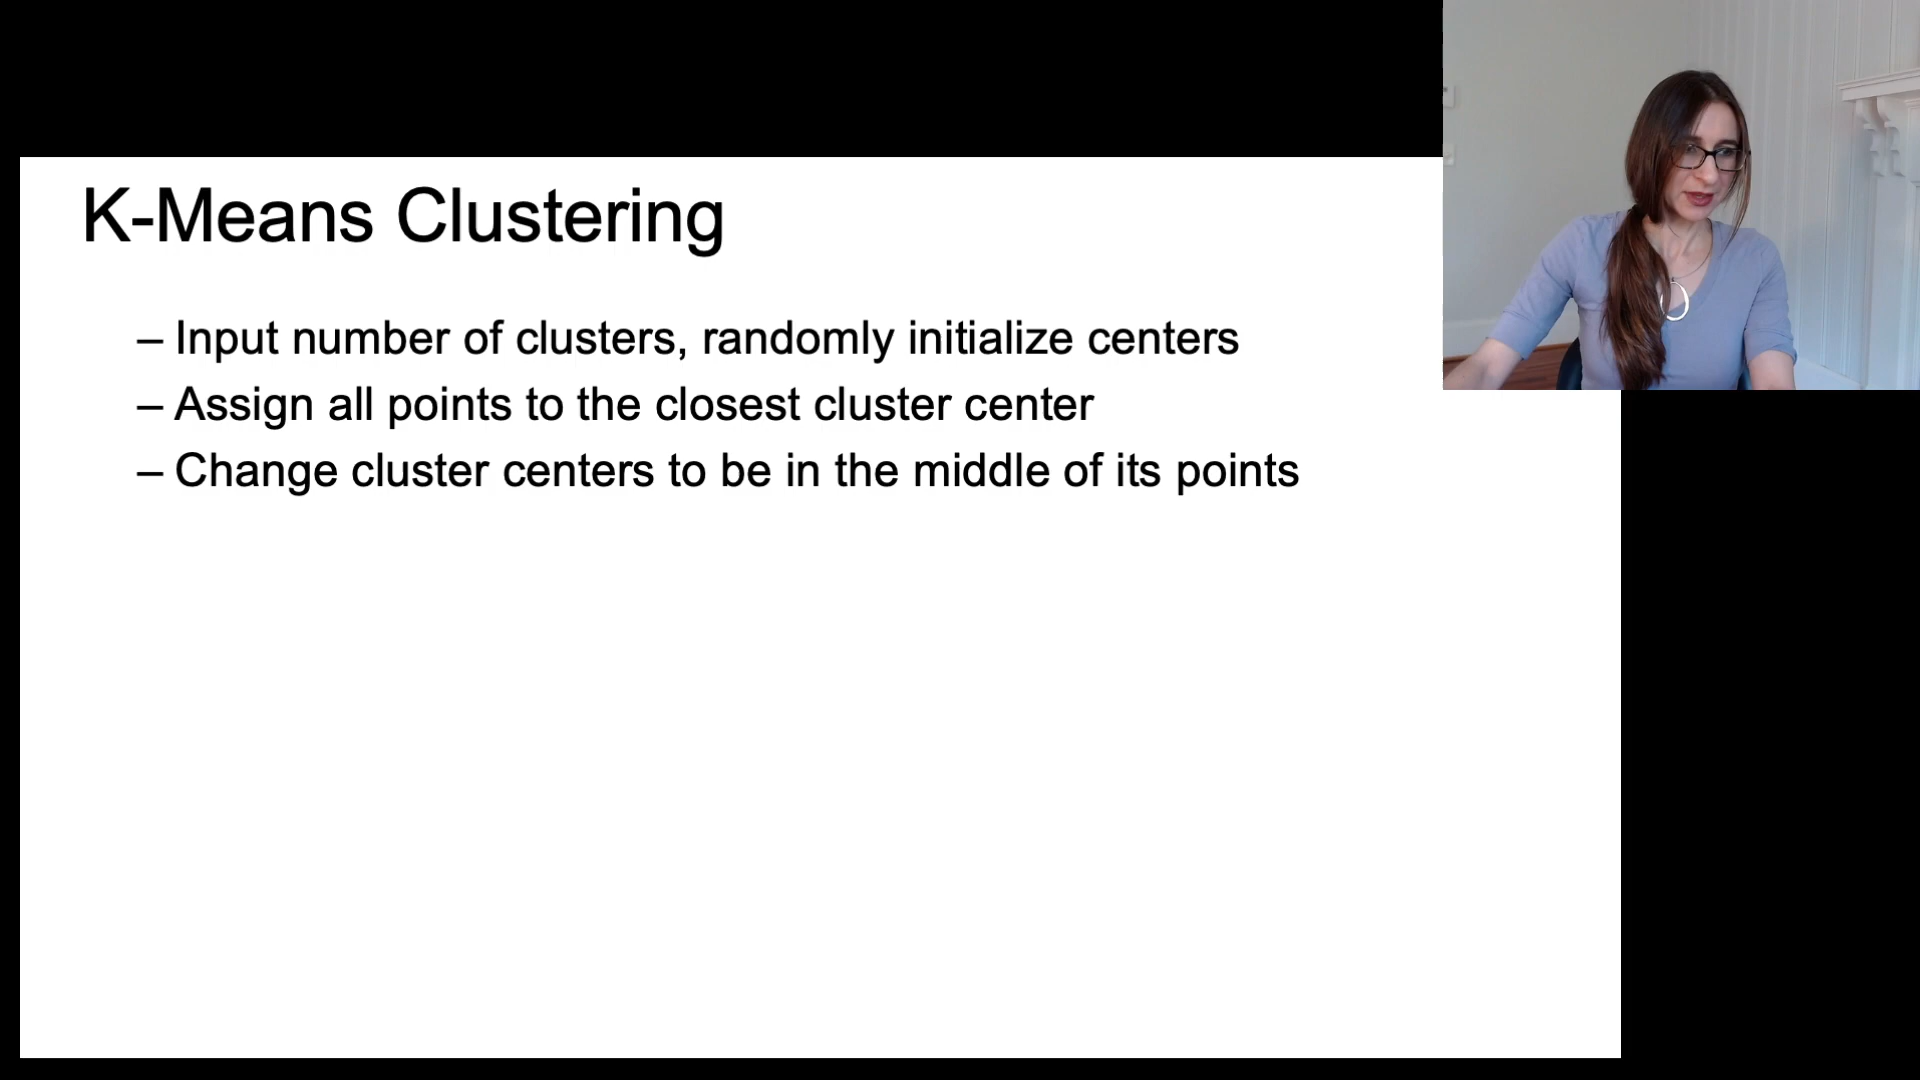 K-Means Clustering
– Input number of clusters, randomly initialize centers
– Assign all points to the closest cluster center
– Change cluster centers to be in the middle of its points